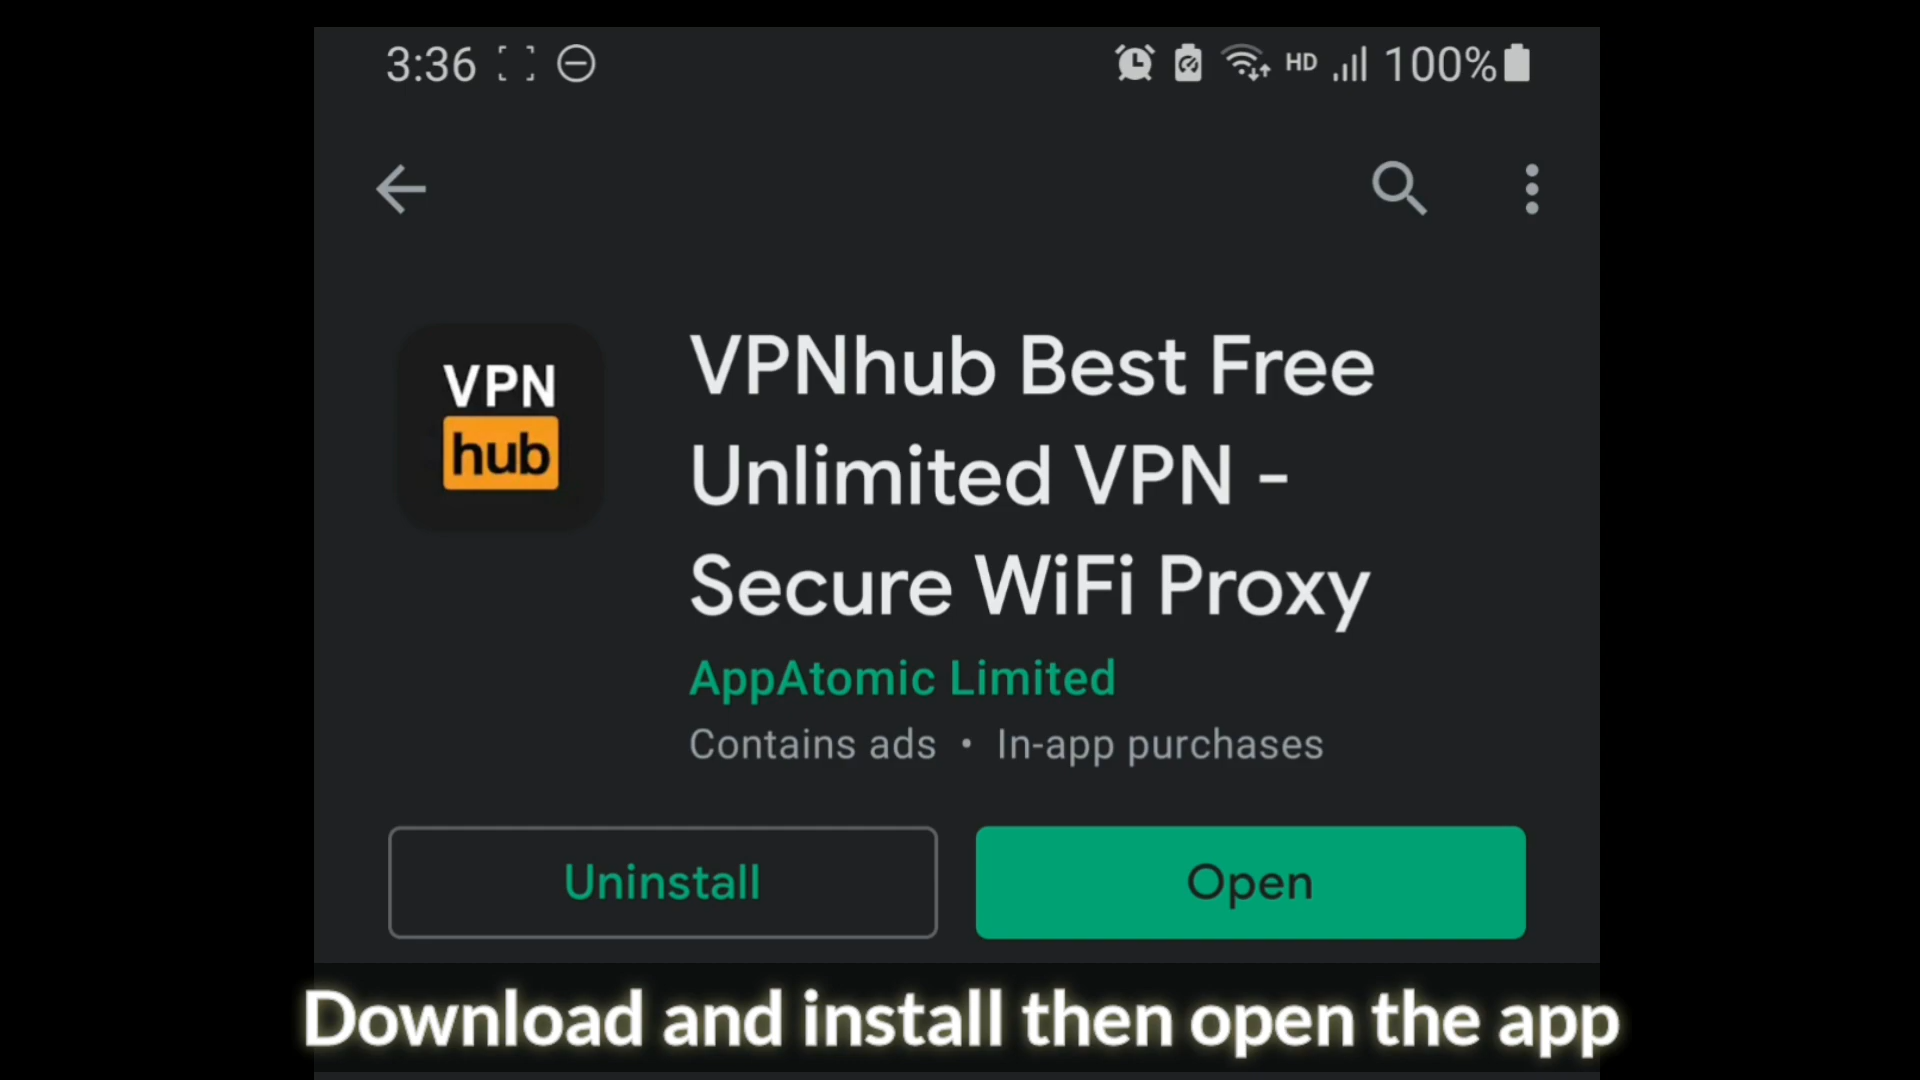 3:36 HD 100%
VPN
hub
VPNhub Best Free
Unlimited VPN -
Secure WiFi Proxy
AppAtomic Limited
Contains ads • In-app purchases
Uninstall Open
Download and install then open the app